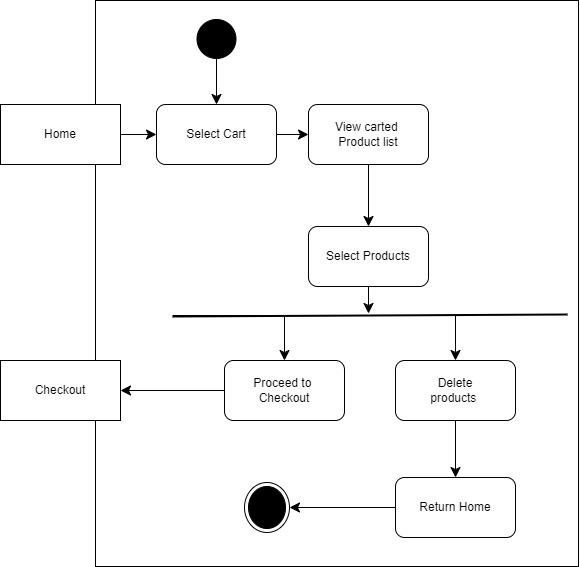 Home
Select Cart
View carted
Product list
Select Products
Checkout
Proceed to
Checkout
Delete
products
Return Home